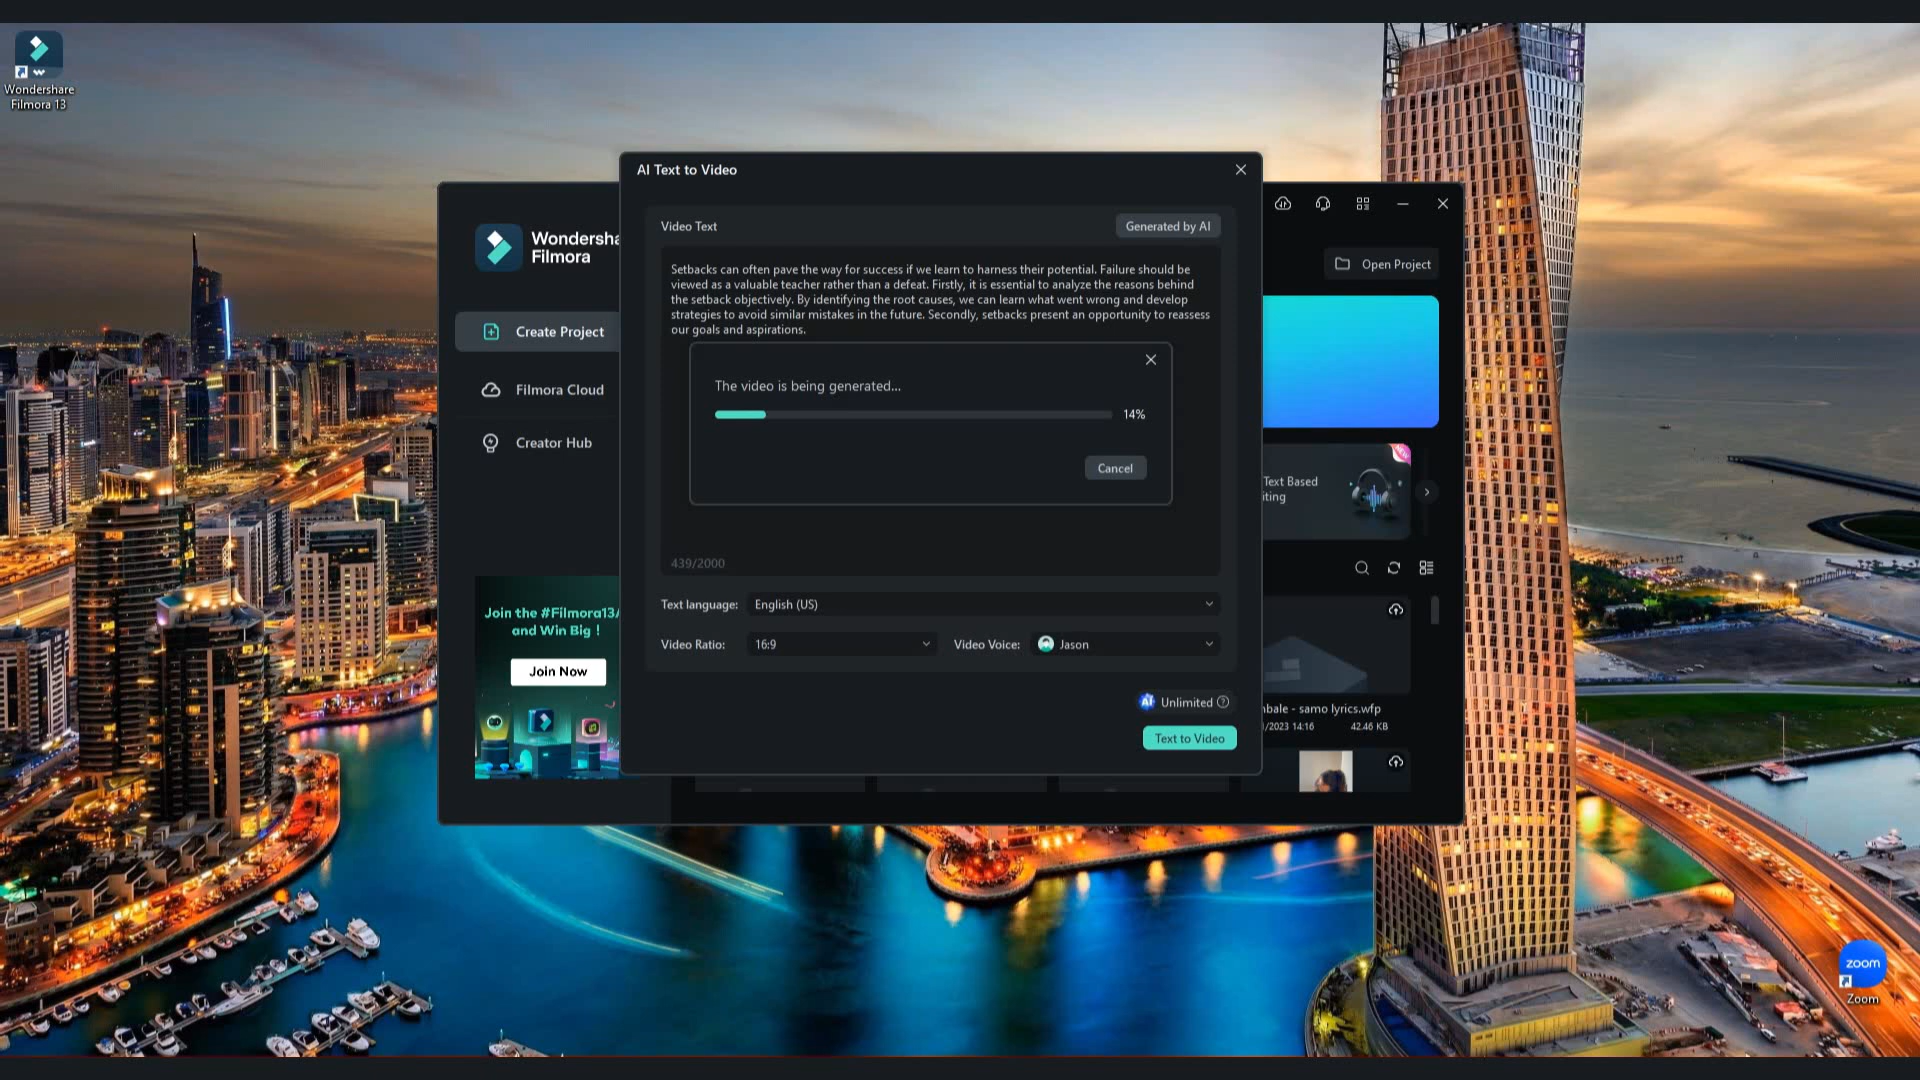 Wondershare
Filmora 13
AI Text to Video
Video Text
Generated by AI
Setbacks can often pave the way for success if we learn to harness their potential. Failure should be
viewed as a valuable teacher rather than a defeat. Firstly, it is essential to analyze the reasons behind
the setback objectively. By identifying the root causes, we can learn what went wrong and develop
strategies to avoid similar mistakes in the future. Secondly, setbacks present an opportunity to reassess
our goals and aspirations.
The video is being generated...
14%
Cancel
439/2000
Text language:
English (US)
Video Ratio:
16:9
Video Voice:
Jason
AI
Unlimited
Text to Video
Wondersha
Filmora
Create Project
Filmora Cloud
Creator Hub
Join the #Filmora13
and Win Big !
Join Now
Open Project
NEW
Text Based
iting
bale - samo lyrics.wfp
/2023 14:16
42.46 KB
zoom
Zoom